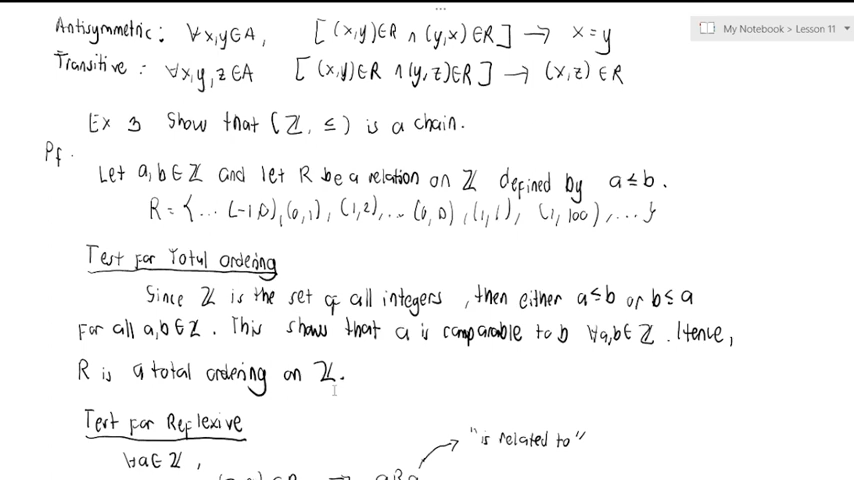 Antisymmetric: ∀x,y∈A, [(x,y)∈R ∧ (y,x)∈R] → x=y
My Notebook > Lesson 11
Transitive: ∀x,y,z∈A [(x,y)∈R ∧ (y,z)∈R] → (x,z)∈R
Ex 3 Show that (ℤ, ≤) is a chain.
Pf.
Let a,b∈ℤ and let R be a relation on ℤ defined by a≤b.
R = {... (-1,0),(0,1),(1,2),...(0,0),(1,1),(1,100),...}
Test for Total ordering
Since ℤ is the set of all integers, then either a≤b or b≤a
for all a,b∈ℤ. This shows that a is comparable to b ∀a,b∈ℤ. Hence,
R is a total ordering on ℤ.
Test for Reflexive
"is related to"
∀a∈ℤ,